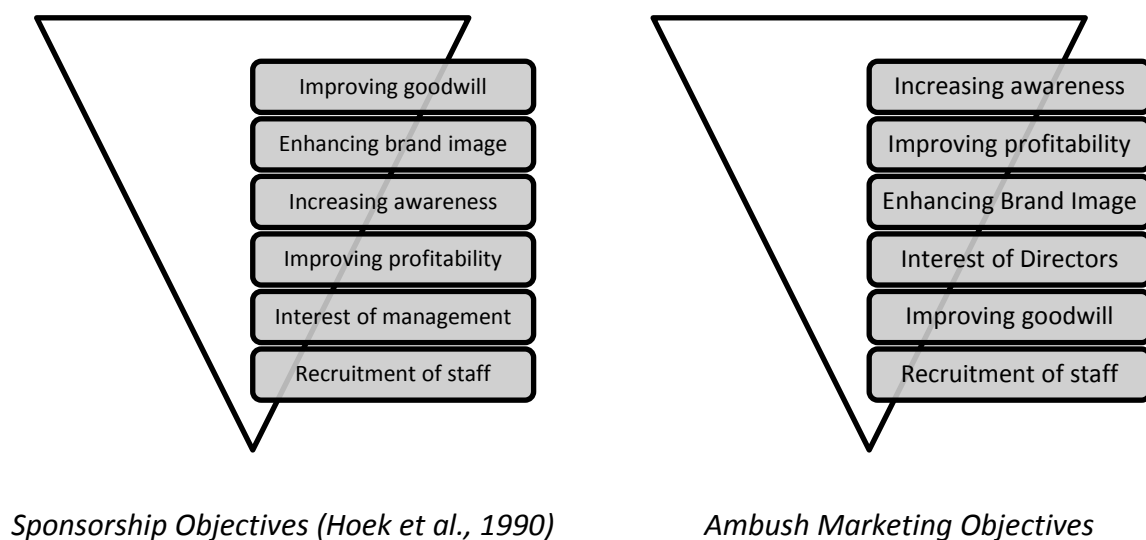 Improving goodwill
Enhancing brand image
Increasing awareness
Improving profitability
Interest of management
Recruitment of staff
Sponsorship Objectives (Hoek et al., 1990)
Increasing awareness
Improving profitability
Enhancing Brand Image
Interest of Directors
Improving goodwill
Recruitment of staff
Ambush Marketing Objectives